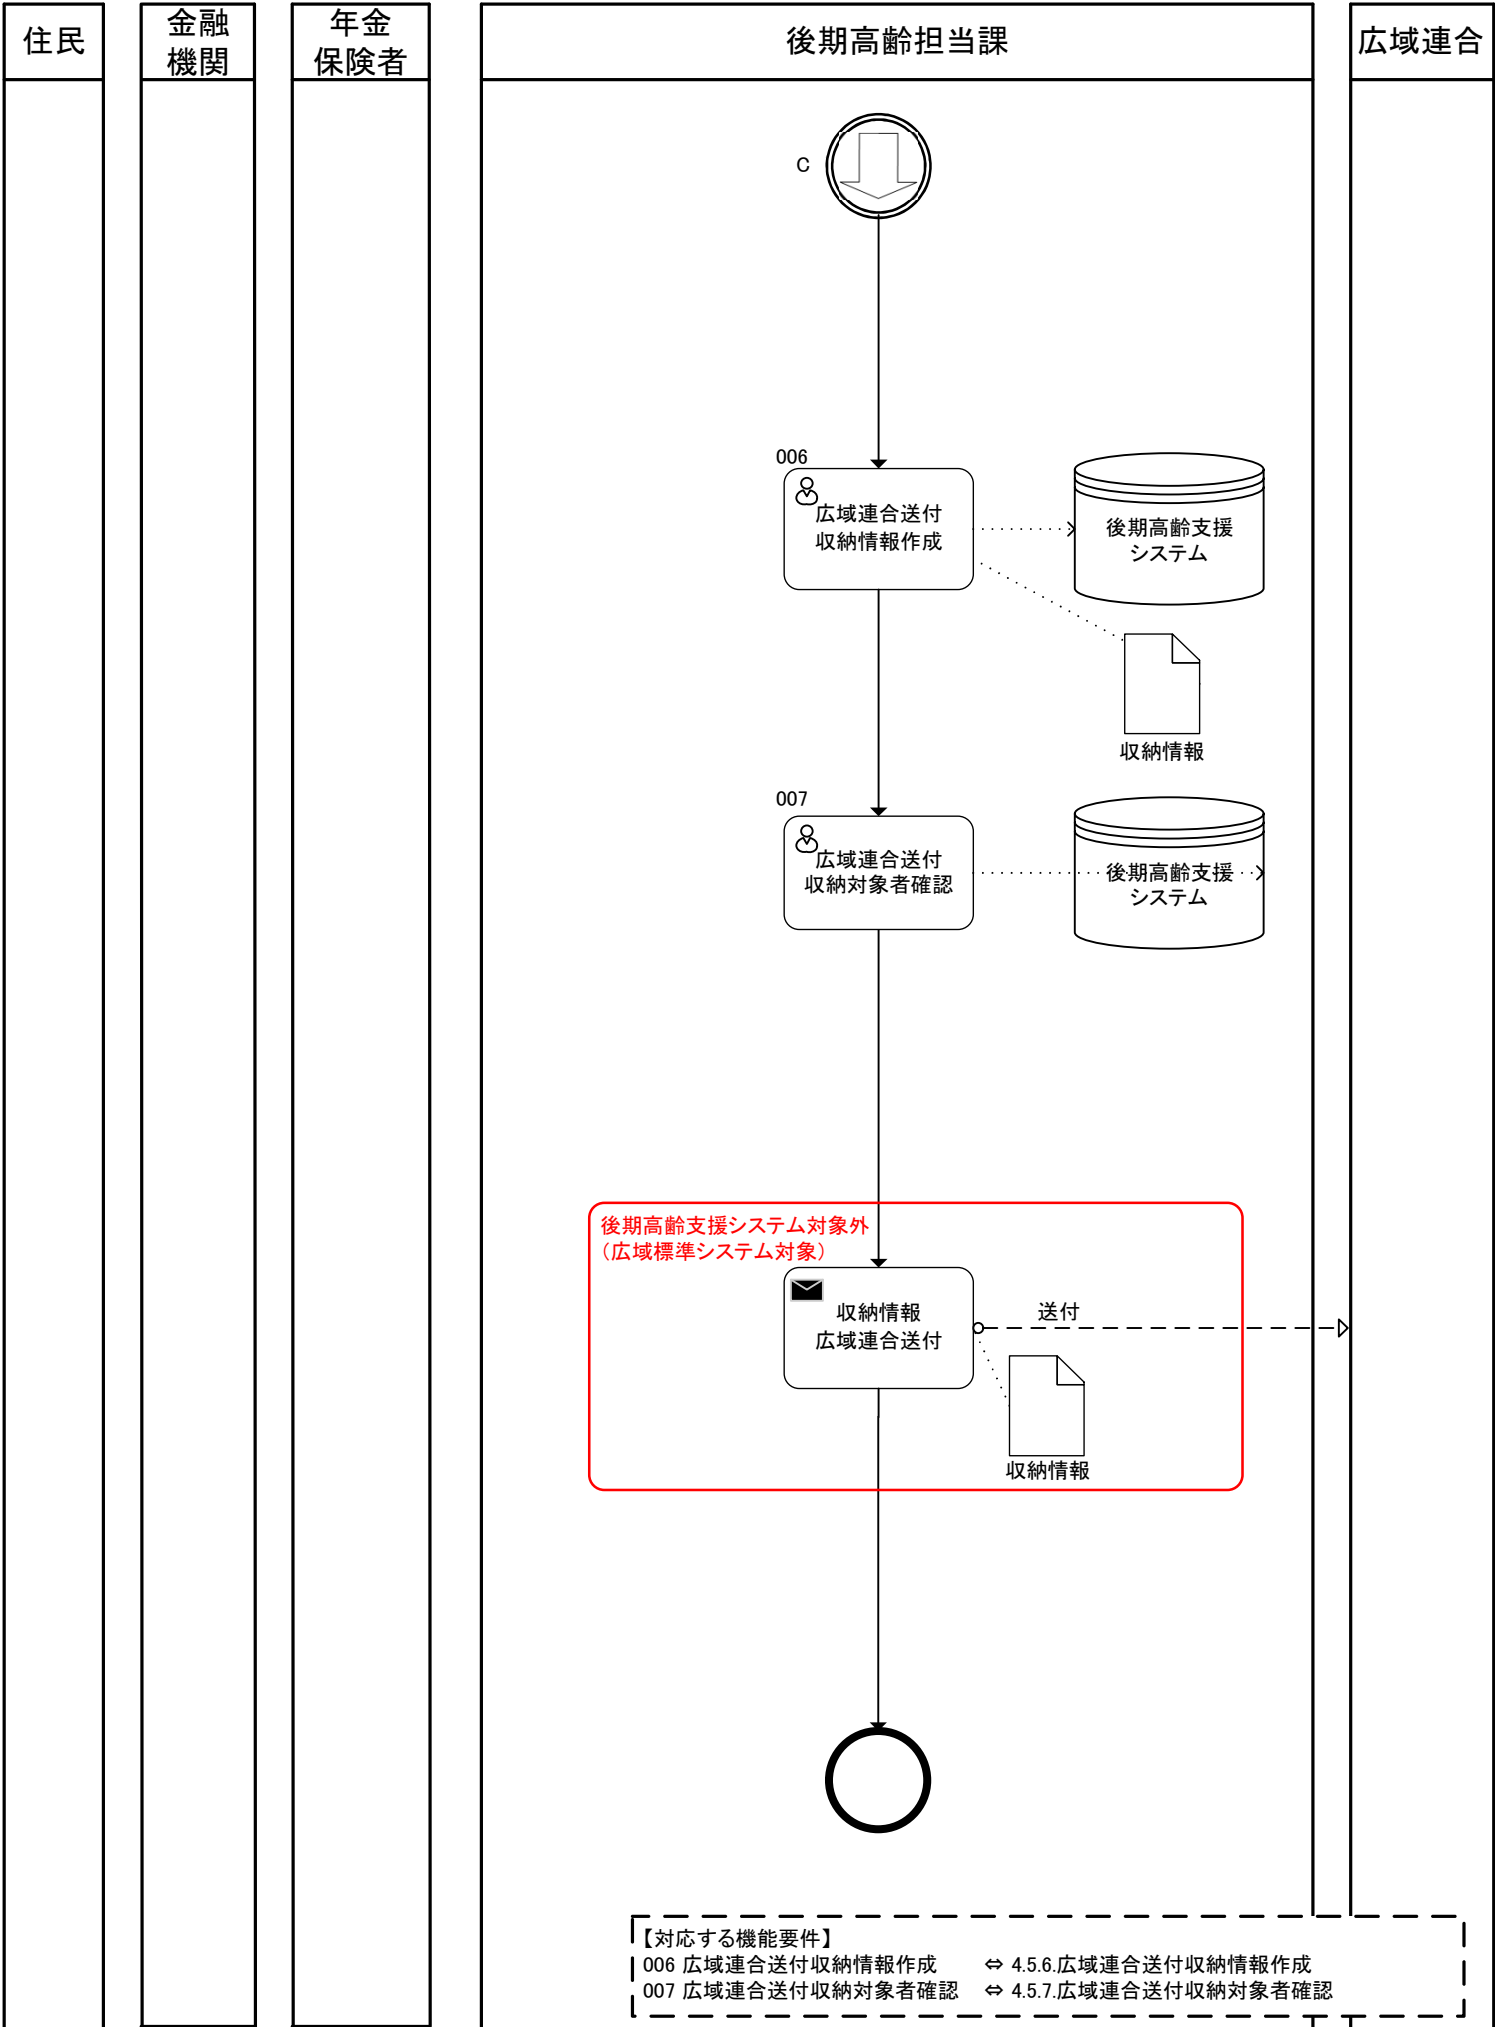 住民
金融
機関
年金
保険者
後期高齢担当課
広域連合
C
006
広域連合送付
収納情報作成
後期高齢支援
システム
収納情報
007
広域連合送付
収納対象者確認
後期高齢支援
システム
後期高齢支援システム対象外
（広域標準システム対象）
収納情報
広域連合送付
送付
収納情報
【対応する機能要件】
006 広域連合送付収納情報作成 ⇔ 4.5.6.広域連合送付収納情報作成
007 広域連合送付収納対象者確認 ⇔ 4.5.7.広域連合送付収納対象者確認